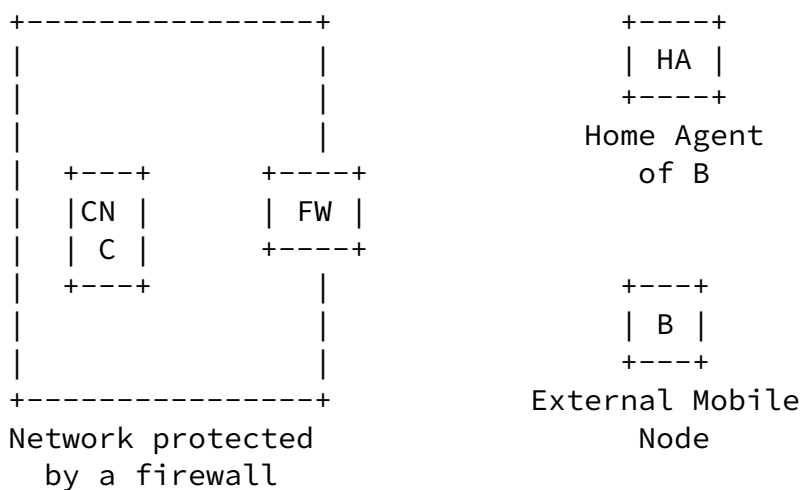 +----------------+                +----+
|                |                | HA |
|                |                +----+
|                |              Home Agent
|  +---+      +----+               of B
|  |CN |      | FW |
|  | C |      +----+
|  +---+         |                +---+
|                |                | B |
|                |                +---+
+----------------+           External Mobile
Network protected                  Node
  by a firewall